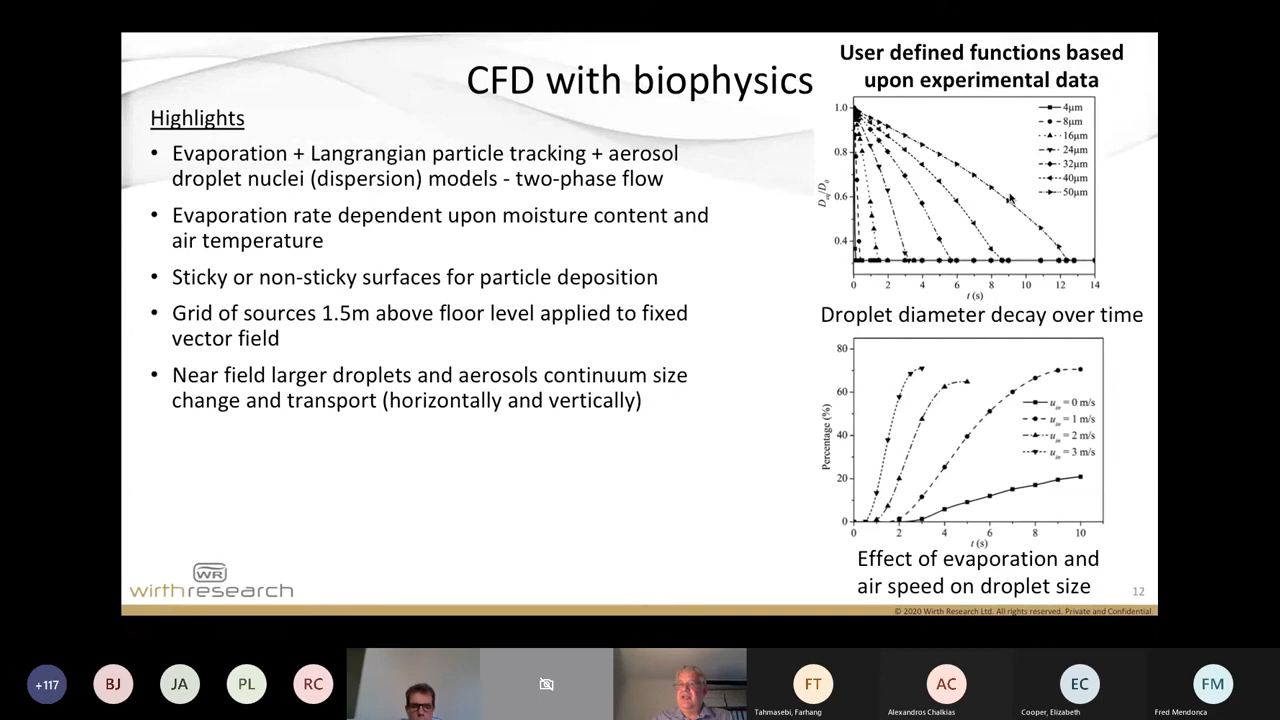 CFD with biophysics
Highlights
• Evaporation + Langrangian particle tracking + aerosol
droplet nuclei (dispersion) models - two-phase flow
• Evaporation rate dependent upon moisture content and
air temperature
• Sticky or non-sticky surfaces for particle deposition
• Grid of sources 1.5m above floor level applied to fixed
vector field
• Near field larger droplets and aerosols continuum size
change and transport (horizontally and vertically)
User defined functions based
upon experimental data
1.0
0.8
0.6
0.4
4μm
8μm
16μm
24μm
32μm
40μm
50μm
0 2 4 6 8 10 12 14
t (s)
Droplet diameter decay over time
Percentage (%)
80
60
40
20
0
u_in = 0 m/s
u_in = 1 m/s
u_in = 2 m/s
u_in = 3 m/s
0 2 4 6 8 10
t (s)
Effect of evaporation and
air speed on droplet size
WR
wirthresearch
12
© 2020 Wirth Research Ltd. All rights reserved. Private and Confidential.
+117
BJ
JA
PL
RC
FT
Tahmasebi, Farhang
AC
Alexandros Chalkias
EC
Cooper, Elizabeth
FM
Fred Mendonca